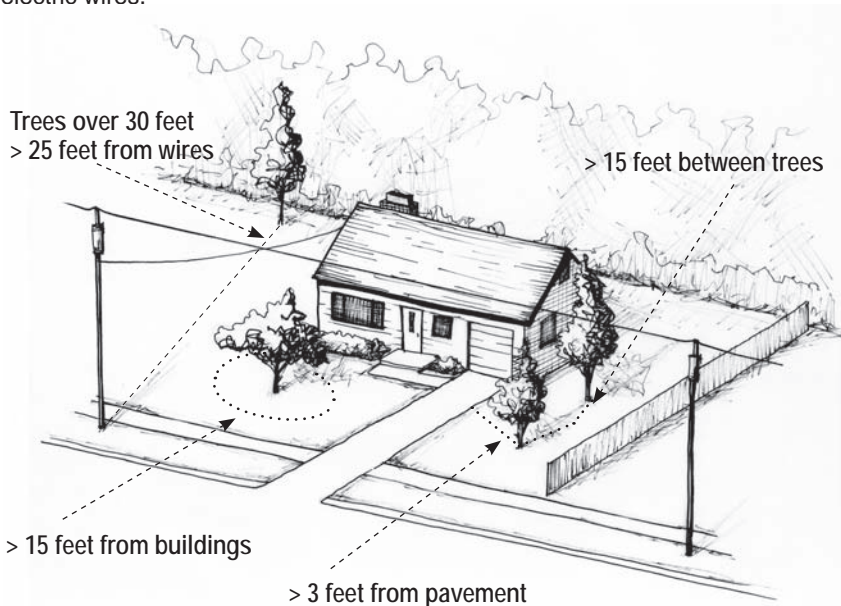 electric wires.
Trees over 30 feet
> 25 feet from wires
> 15 feet between trees
> 15 feet from buildings
> 3 feet from pavement